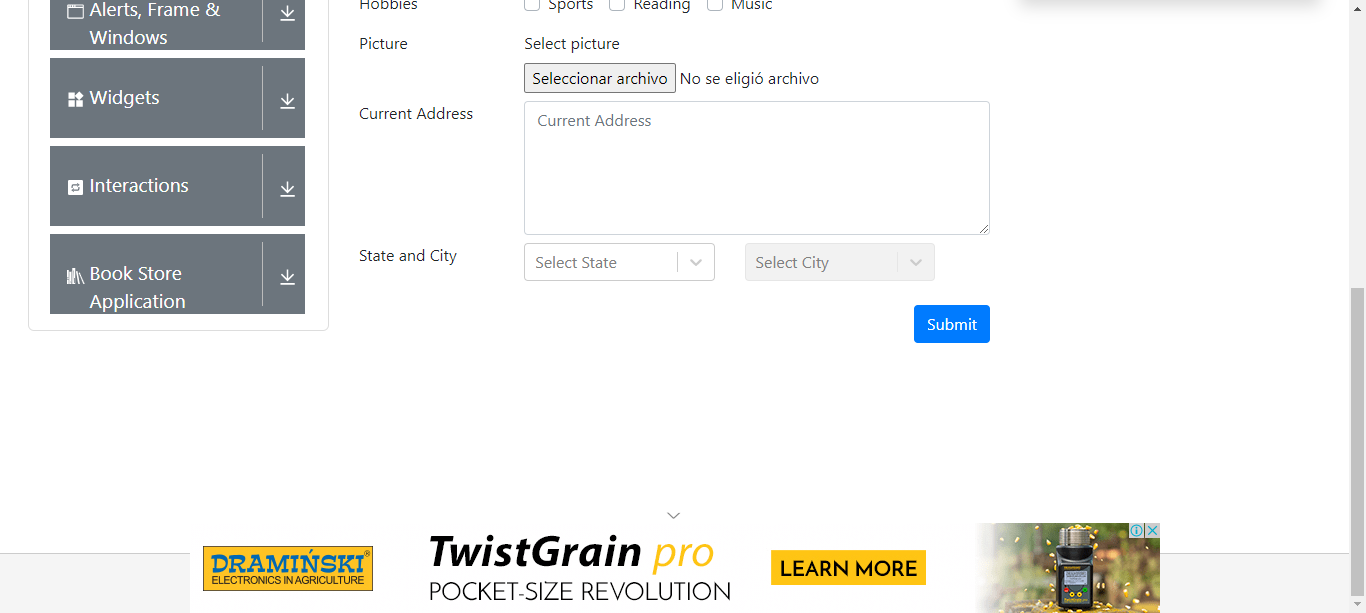 Alerts, Frame &
Windows
Widgets
Interactions
Book Store
Application
Hobbies
Sports Reading Music
Picture
Select picture
Seleccionar archivo No se eligió archivo
Current Address
Current Address
State and City
Select State
Select City
Submit
DRAMIŃSKI®
ELECTRONICS IN AGRICULTURE
TwistGrain pro
POCKET-SIZE REVOLUTION
LEARN MORE